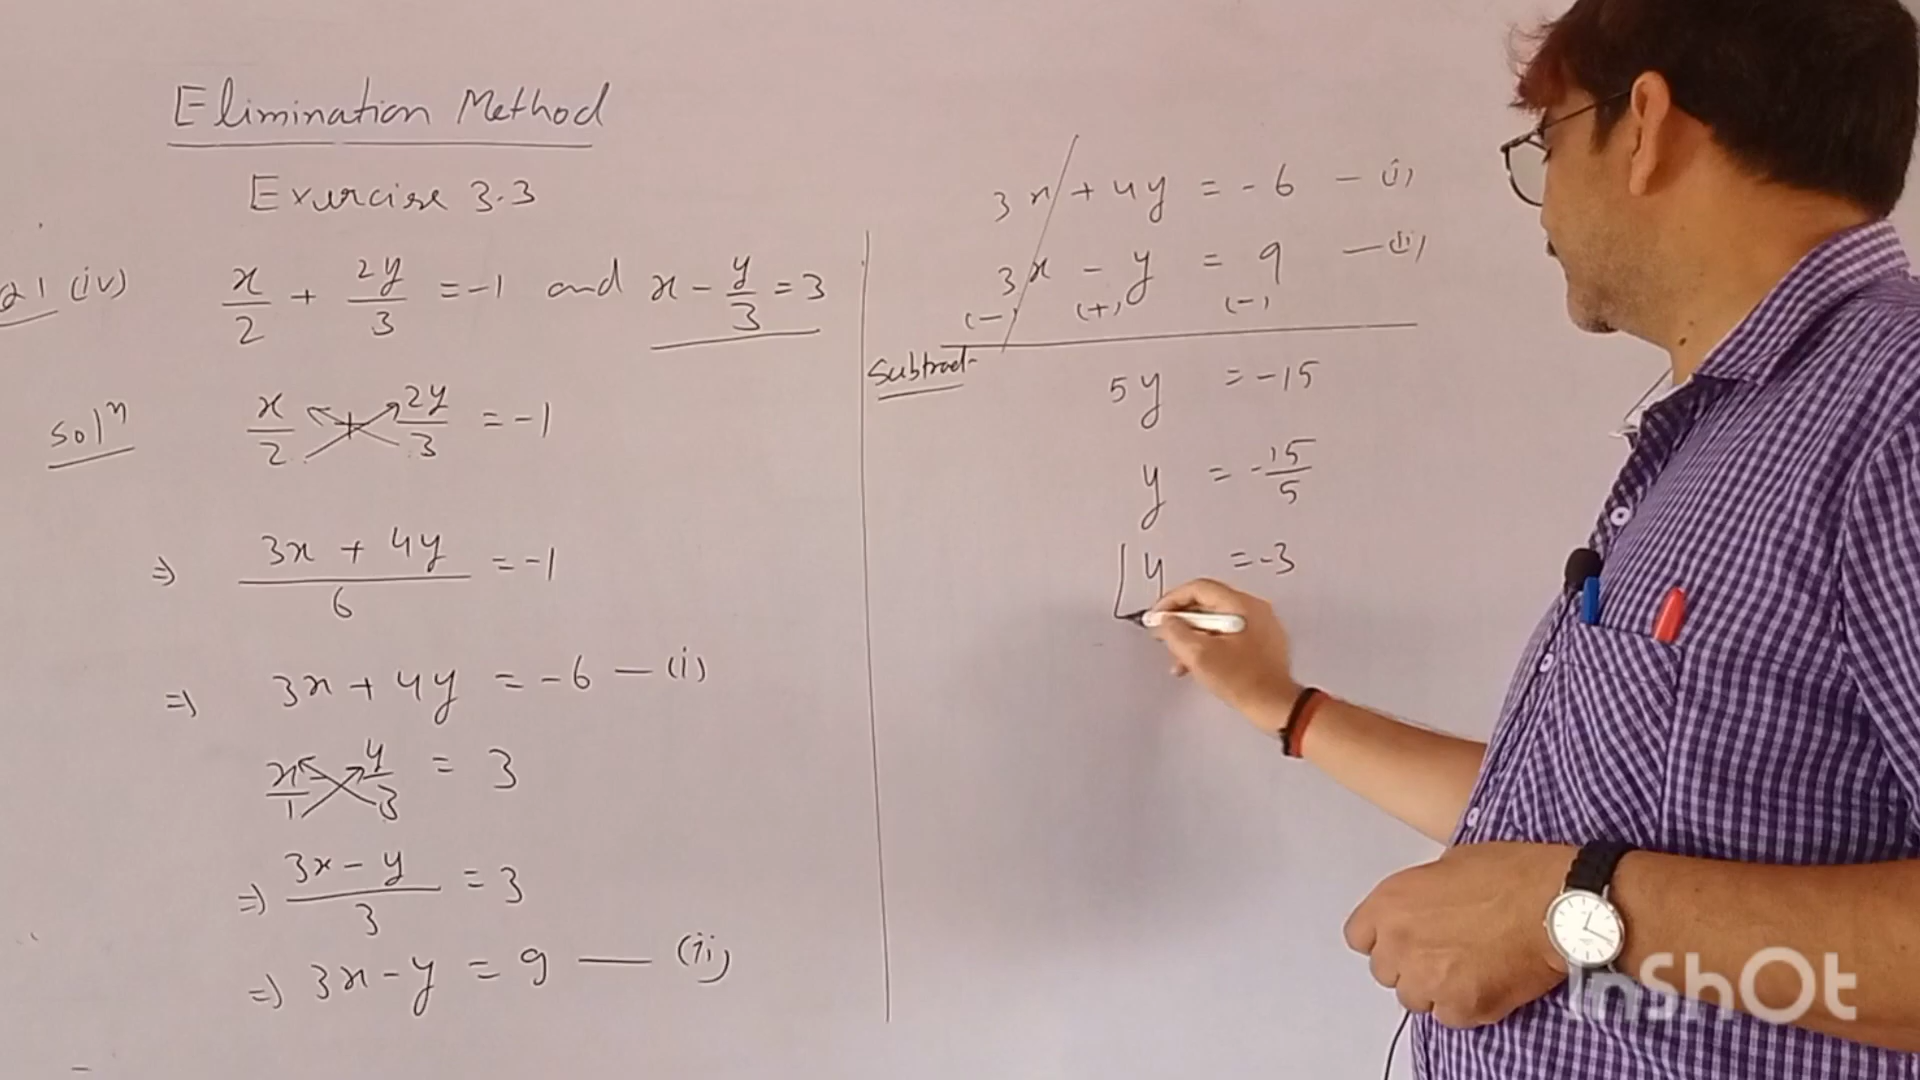 Elimination Method
Exercise 3.3
Q1 (iv) x/2 + 2y/3 = -1 and x - y/3 = 3
Solⁿ x/2 + 2y/3 = -1
⇒ 3x + 4y / 6 = -1
⇒ 3x + 4y = -6 — (i)
x/1 - y/3 = 3
⇒ 3x - y / 3 = 3
⇒ 3x - y = 9 — (ii)
3x + 4y = -6 — (i)
3x - y = 9 — (ii)
(-) (+) (-)
Subtract
5y = -15
y = -15/5
y = -3
InShOt